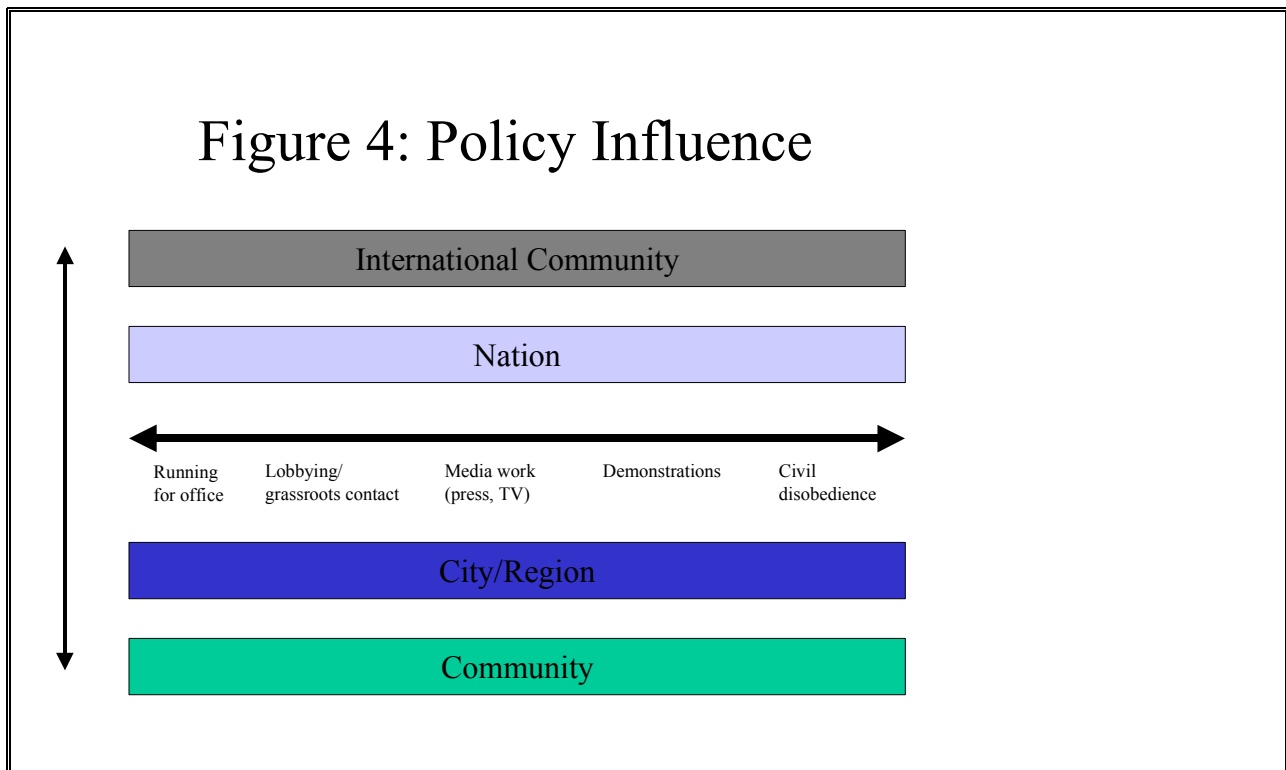 Figure 4: Policy Influence
International Community
Nation
Running
for office
Lobbying/
grassroots contact
Media work
(press, TV)
Demonstrations
Civil
disobedience
City/Region
Community